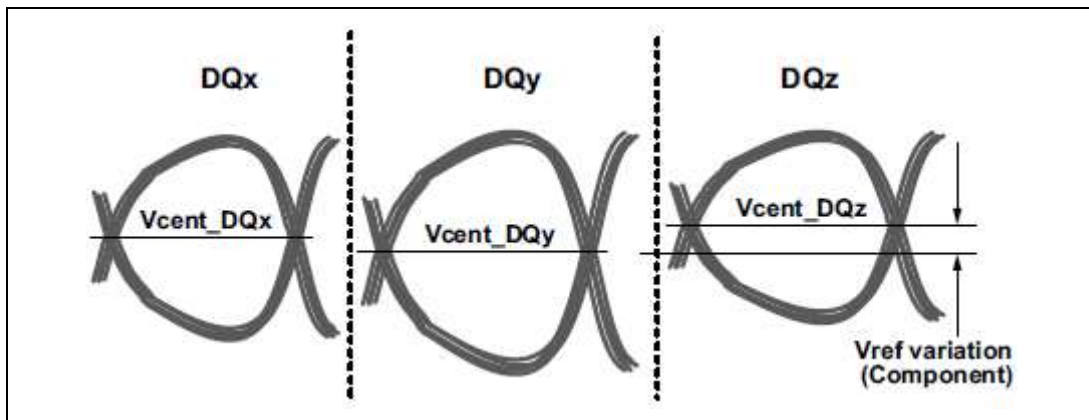 DQx
DQy
DQz
Vcent_DQx
Vcent_DQy
Vcent_DQz
Vref variation
(Component)